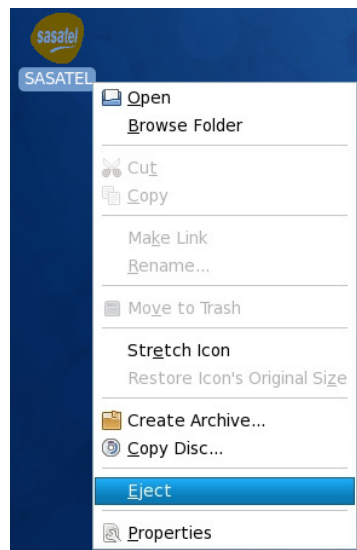 sasatel
SASATEL
Open
Browse Folder
Cut
Copy
Make Link
Rename...
Move to Trash
Stretch Icon
Restore Icon's Original Size
Create Archive...
Copy Disc...
Eject
Properties